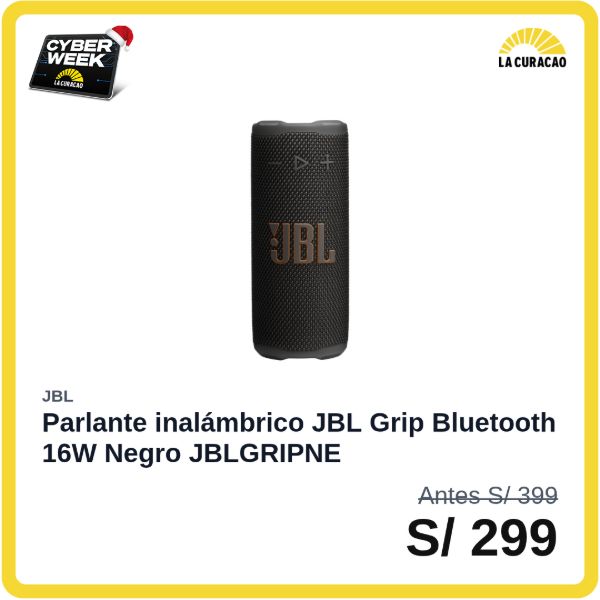 CYBER
WEEK
LA CURACAO
LA CURACAO
JBL
JBL
Parlante inalámbrico JBL Grip Bluetooth
16W Negro JBLGRIPNE
Antes S/ 399
S/ 299